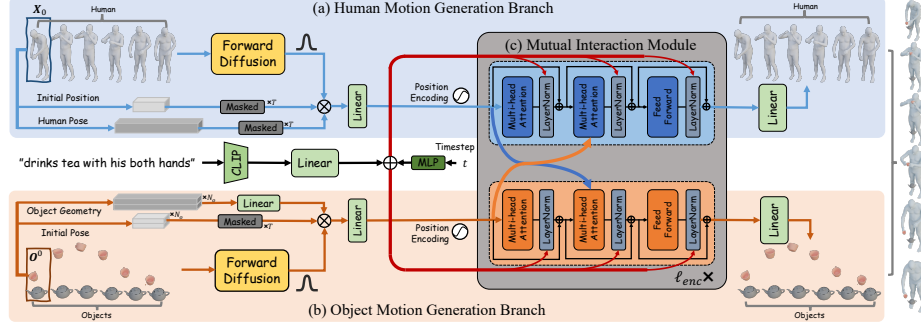 (a) Human Motion Generation Branch
X₀
Human
Forward
Diffusion
Initial Position
Masked
×T
Human Pose
Masked
×T
Linear
Position
Encoding
(c) Mutual Interaction Module
Multi-head
Attention
LayerNorm
Multi-head
Attention
LayerNorm
Feed
Forward
LayerNorm
Linear
Human
"drinks tea with his both hands"
CLIP
Linear
MLP
Timestep
t
Object Geometry
×Nₒ
Linear
Initial Pose
×Nₒ
Masked
×T
Linear
Position
Encoding
Multi-head
Attention
LayerNorm
Multi-head
Attention
LayerNorm
Feed
Forward
LayerNorm
Linear
O⁰
Forward
Diffusion
Objects
ℓenc ×
Objects
(b) Object Motion Generation Branch